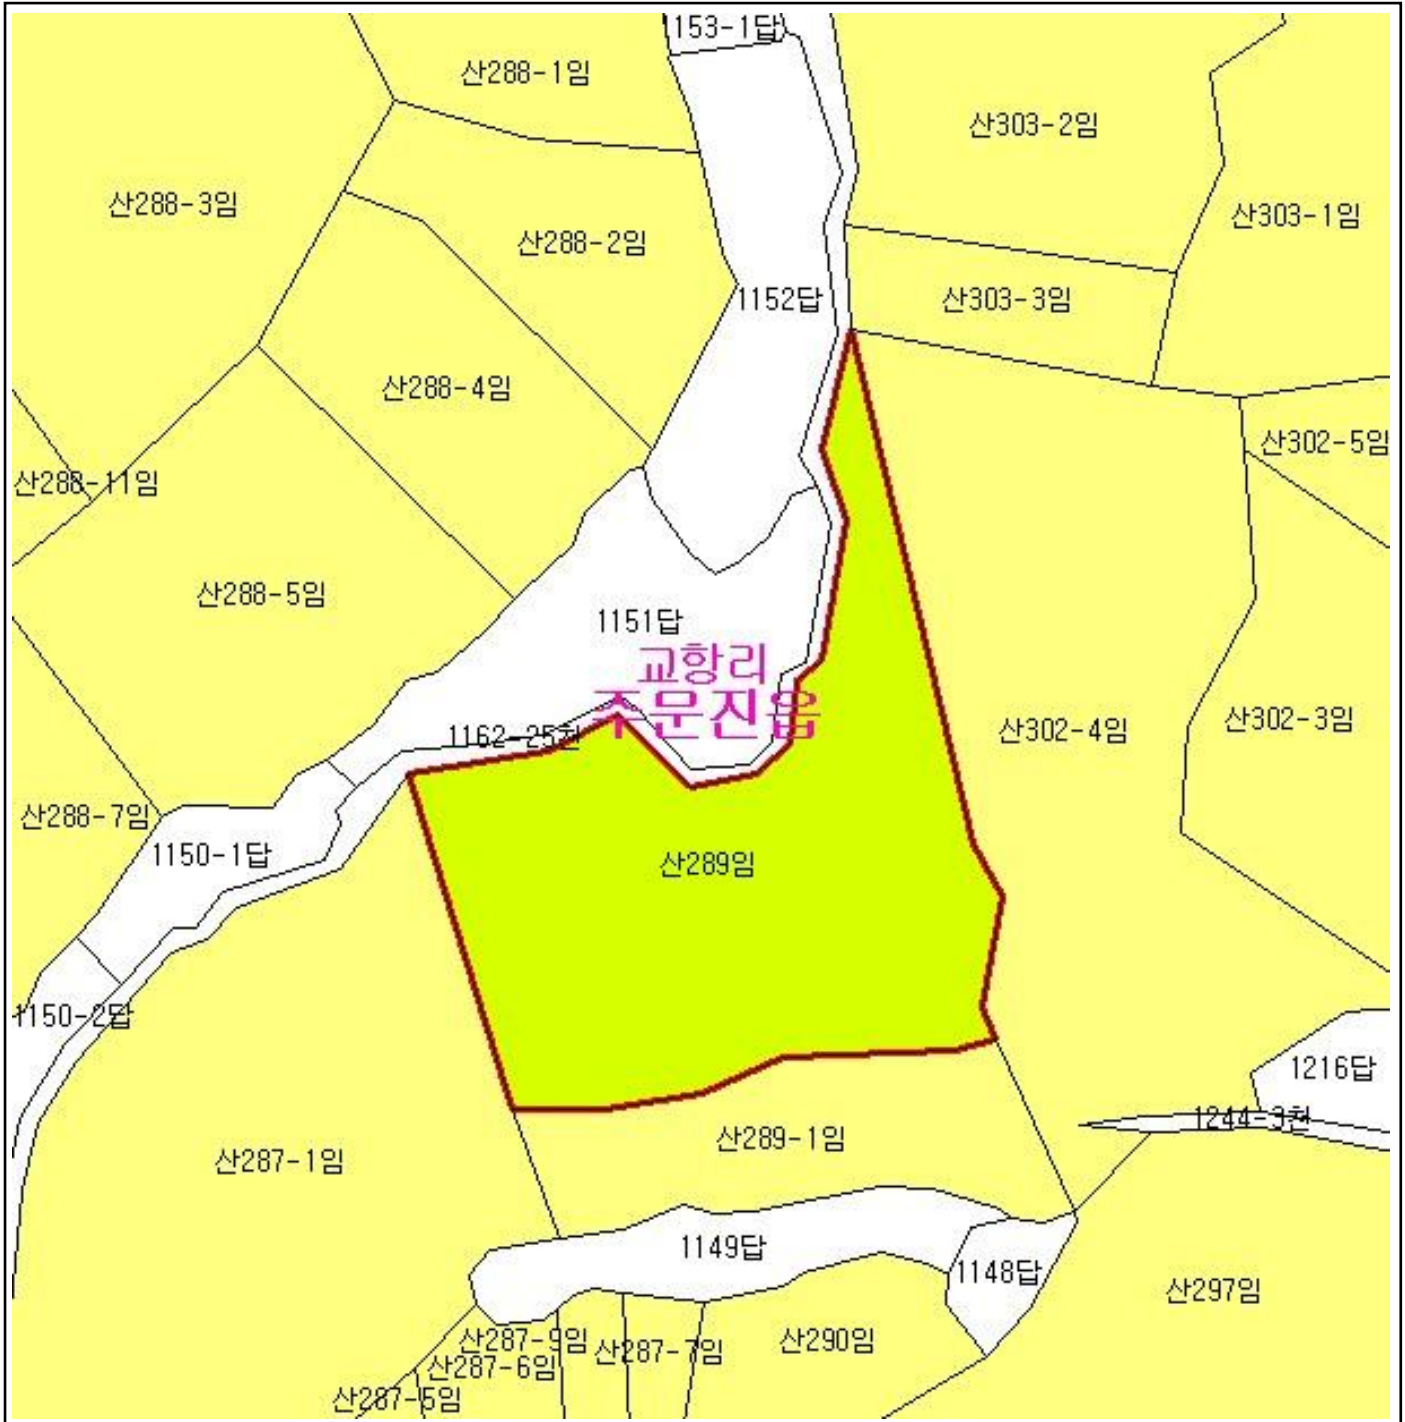 153-1답
산288-1임
산303-2임
산288-3임
산303-1임
산288-2임
1152답
산303-3임
산288-4임
산302-5임
산288-11임
산288-5임
1151답
교항리
주문진읍
산302-3임
산302-4임
1162-25천
산288-7임
1150-1답
산289임
1150-2답
1216답
1244-3천
산289-1임
산287-1임
1149답
1148답
산297임
산287-9임
산290임
산287-7임
산287-6임
산287-5임